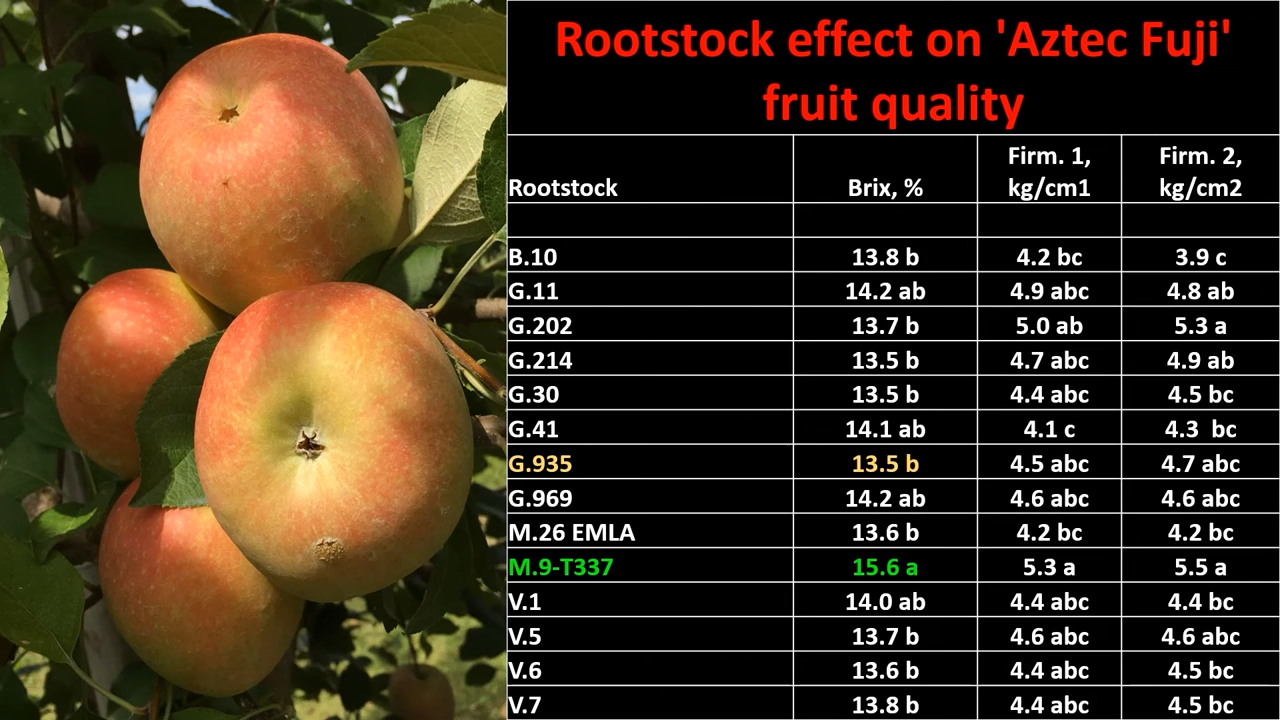 Rootstock effect on 'Aztec Fuji'
fruit quality
Rootstock Brix, % Firm. 1, kg/cm1 Firm. 2, kg/cm2
B.10 13.8 b 4.2 bc 3.9 c
G.11 14.2 ab 4.9 abc 4.8 ab
G.202 13.7 b 5.0 ab 5.3 a
G.214 13.5 b 4.7 abc 4.9 ab
G.30 13.5 b 4.4 abc 4.5 bc
G.41 14.1 ab 4.1 c 4.3  bc
G.935 13.5 b 4.5 abc 4.7 abc
G.969 14.2 ab 4.6 abc 4.6 abc
M.26 EMLA 13.6 b 4.2 bc 4.2 bc
M.9-T337 15.6 a 5.3 a 5.5 a
V.1 14.0 ab 4.4 abc 4.4 bc
V.5 13.7 b 4.6 abc 4.6 abc
V.6 13.6 b 4.4 abc 4.5 bc
V.7 13.8 b 4.4 abc 4.5 bc